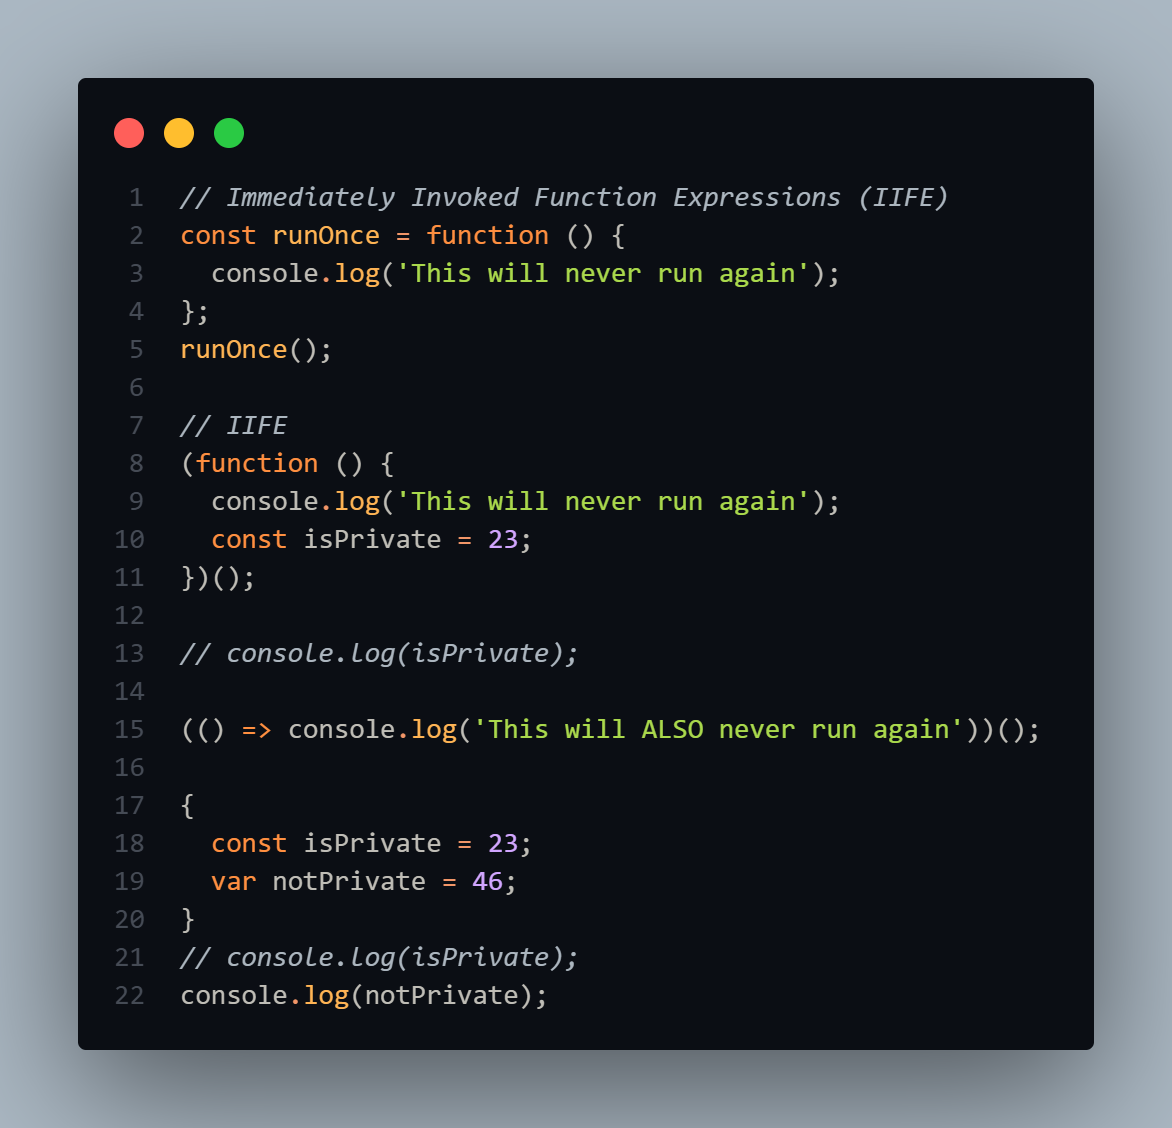 1 // Immediately Invoked Function Expressions (IIFE)
2 const runOnce = function () {
3   console.log('This will never run again');
4 };
5 runOnce();
6
7 // IIFE
8 (function () {
9   console.log('This will never run again');
10   const isPrivate = 23;
11 })();
12
13 // console.log(isPrivate);
14
15 (() => console.log('This will ALSO never run again'))();
16
17 {
18   const isPrivate = 23;
19   var notPrivate = 46;
20 }
21 // console.log(isPrivate);
22 console.log(notPrivate);